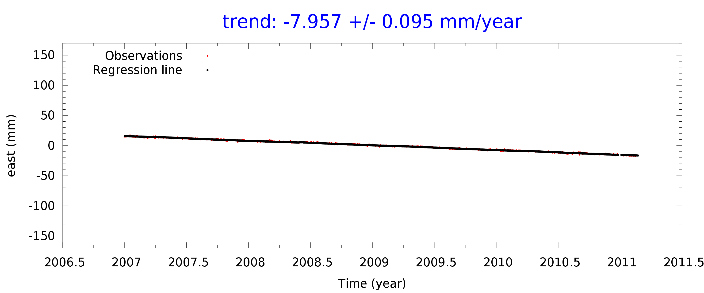 trend: -7.957 +/- 0.095 mm/year
Observations
Regression line
150
100
50
0
-50
-100
-150
east (mm)
2006.5 2007 2007.5 2008 2008.5 2009 2009.5 2010 2010.5 2011 2011.5
Time (year)